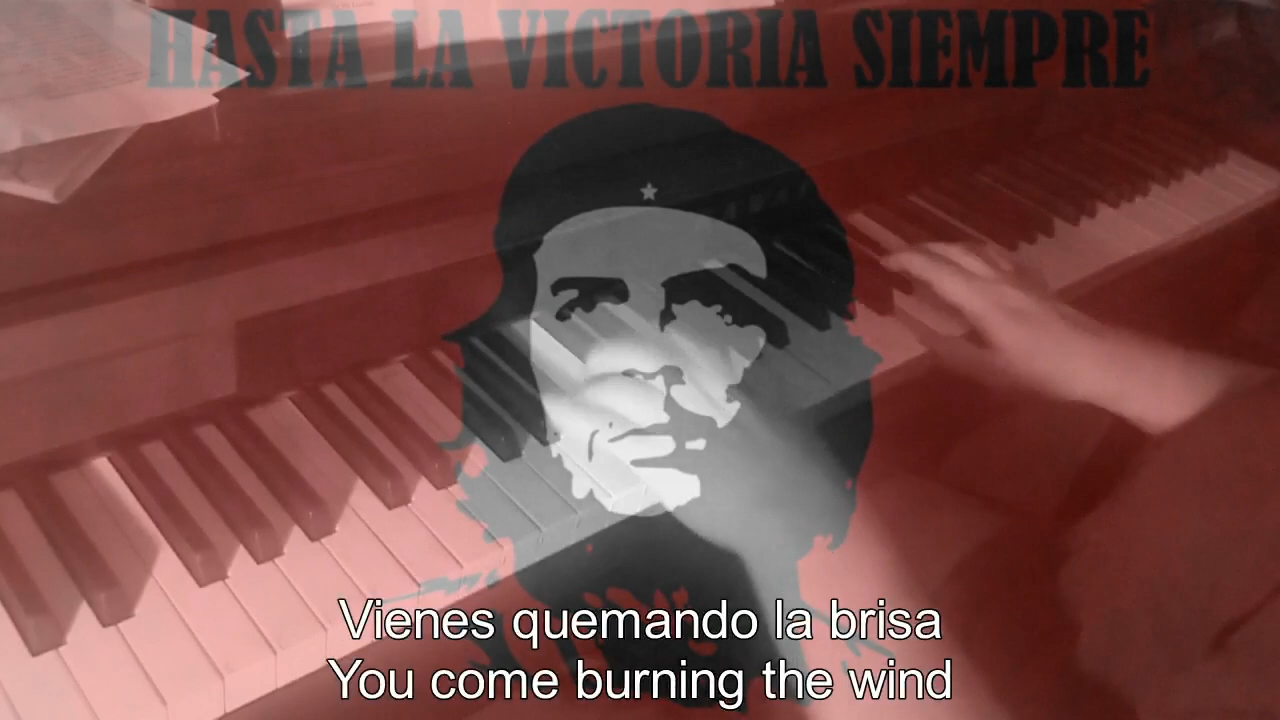 HASTA LA VICTORIA SIEMPRE
Vienes quemando la brisa
You come burning the wind